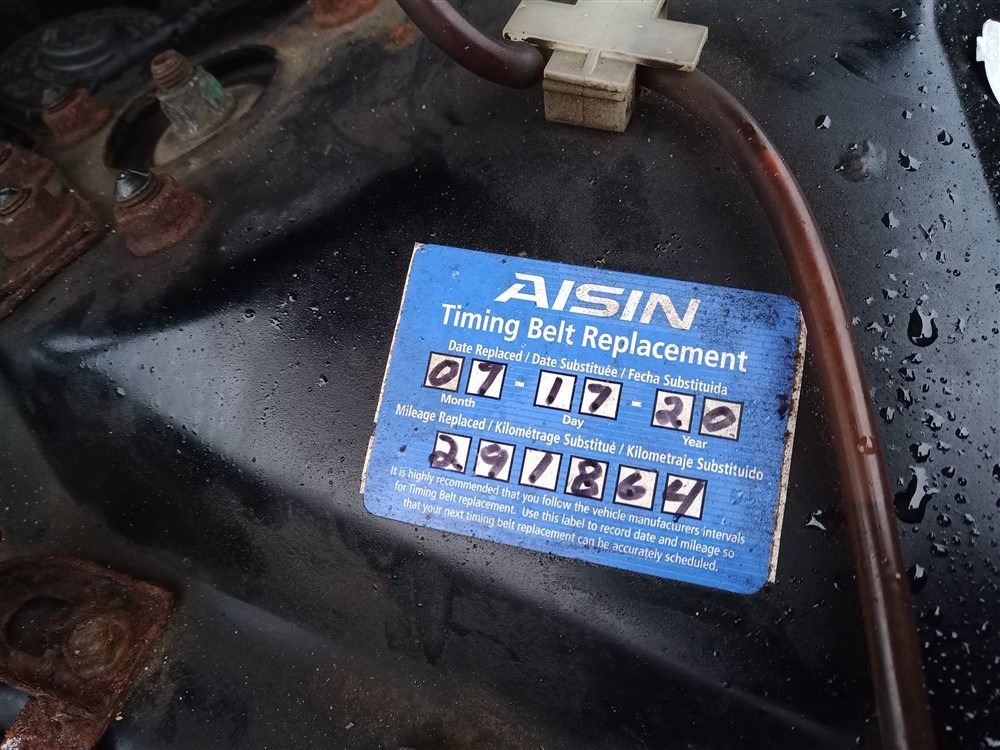 AISIN
Timing Belt Replacement
Date Replaced / Date Substituée / Fecha Substituida
07-17-20
Month Day Year
Mileage Replaced / Kilométrage Substitué / Kilometraje Substituido
291864
It is highly recommended that you follow the vehicle manufacturers intervals
for Timing Belt replacement. Use this label to record date and mileage so
that your next timing belt replacement can be accurately scheduled.